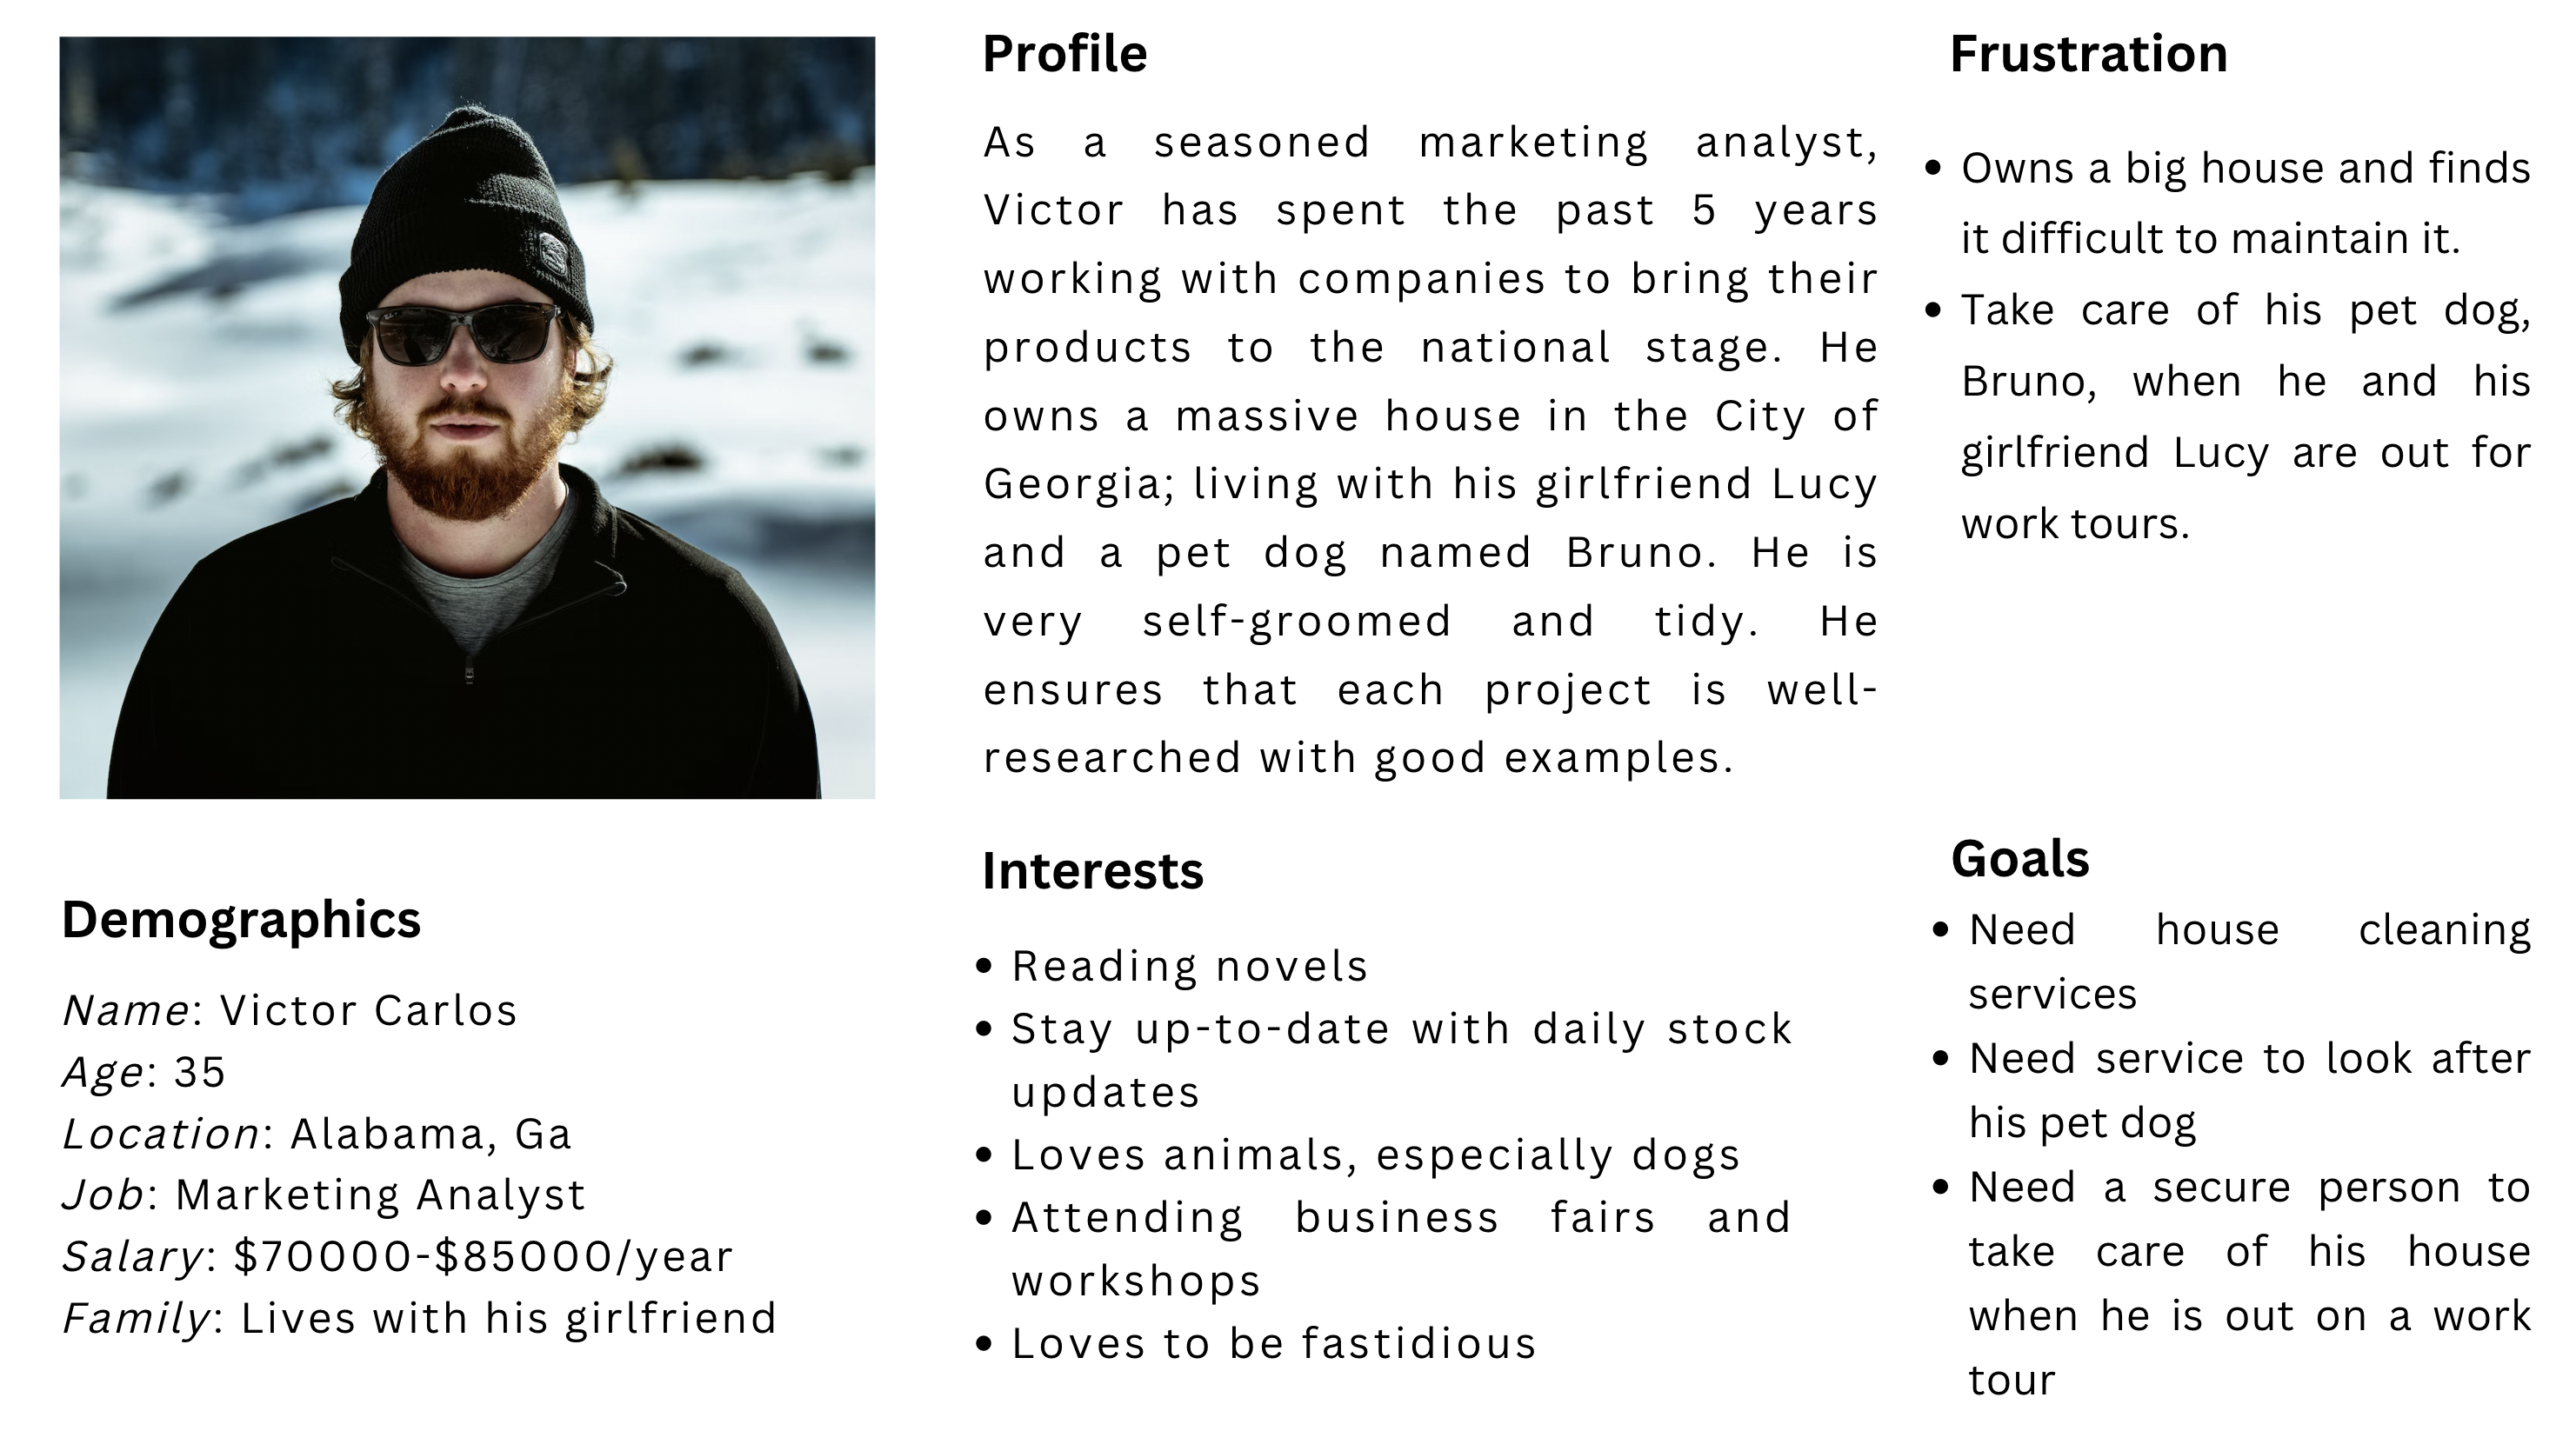 Profile
As a seasoned marketing analyst,
Victor has spent the past 5 years
working with companies to bring their
products to the national stage. He
owns a massive house in the City of
Georgia; living with his girlfriend Lucy
and a pet dog named Bruno. He is
very self-groomed and tidy. He
ensures that each project is well-
researched with good examples.
Frustration
• Owns a big house and finds
it difficult to maintain it.
• Take care of his pet dog,
Bruno, when he and his
girlfriend Lucy are out for
work tours.
Demographics
Name: Victor Carlos
Age: 35
Location: Alabama, Ga
Job: Marketing Analyst
Salary: $70000-$85000/year
Family: Lives with his girlfriend
Interests
• Reading novels
• Stay up-to-date with daily stock
updates
• Loves animals, especially dogs
• Attending business fairs and
workshops
• Loves to be fastidious
Goals
• Need house cleaning
services
• Need service to look after
his pet dog
• Need a secure person to
take care of his house
when he is out on a work
tour